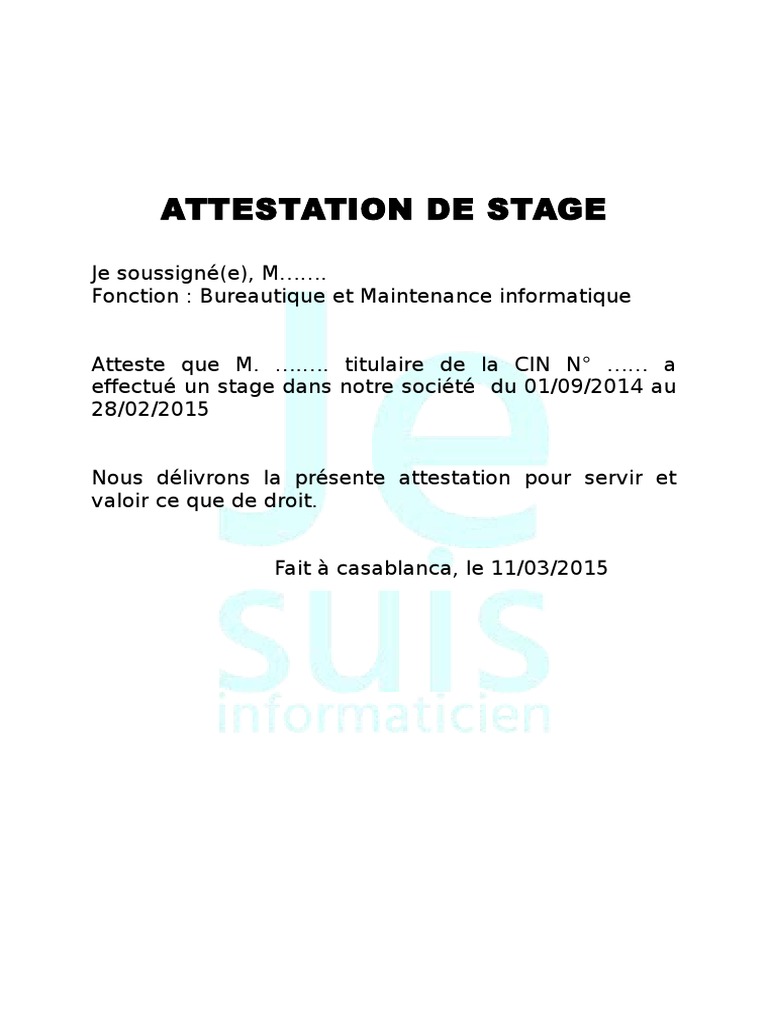 ATTESTATION DE STAGE
Je soussigné(e), M…….
Fonction : Bureautique et Maintenance informatique
Atteste que M. …….. titulaire de la CIN N° …… a
effectué un stage dans notre société  du 01/09/2014 au
28/02/2015
Nous délivrons la présente attestation pour servir et
valoir ce que de droit.
Fait à casablanca, le 11/03/2015
Je
suis
informaticien